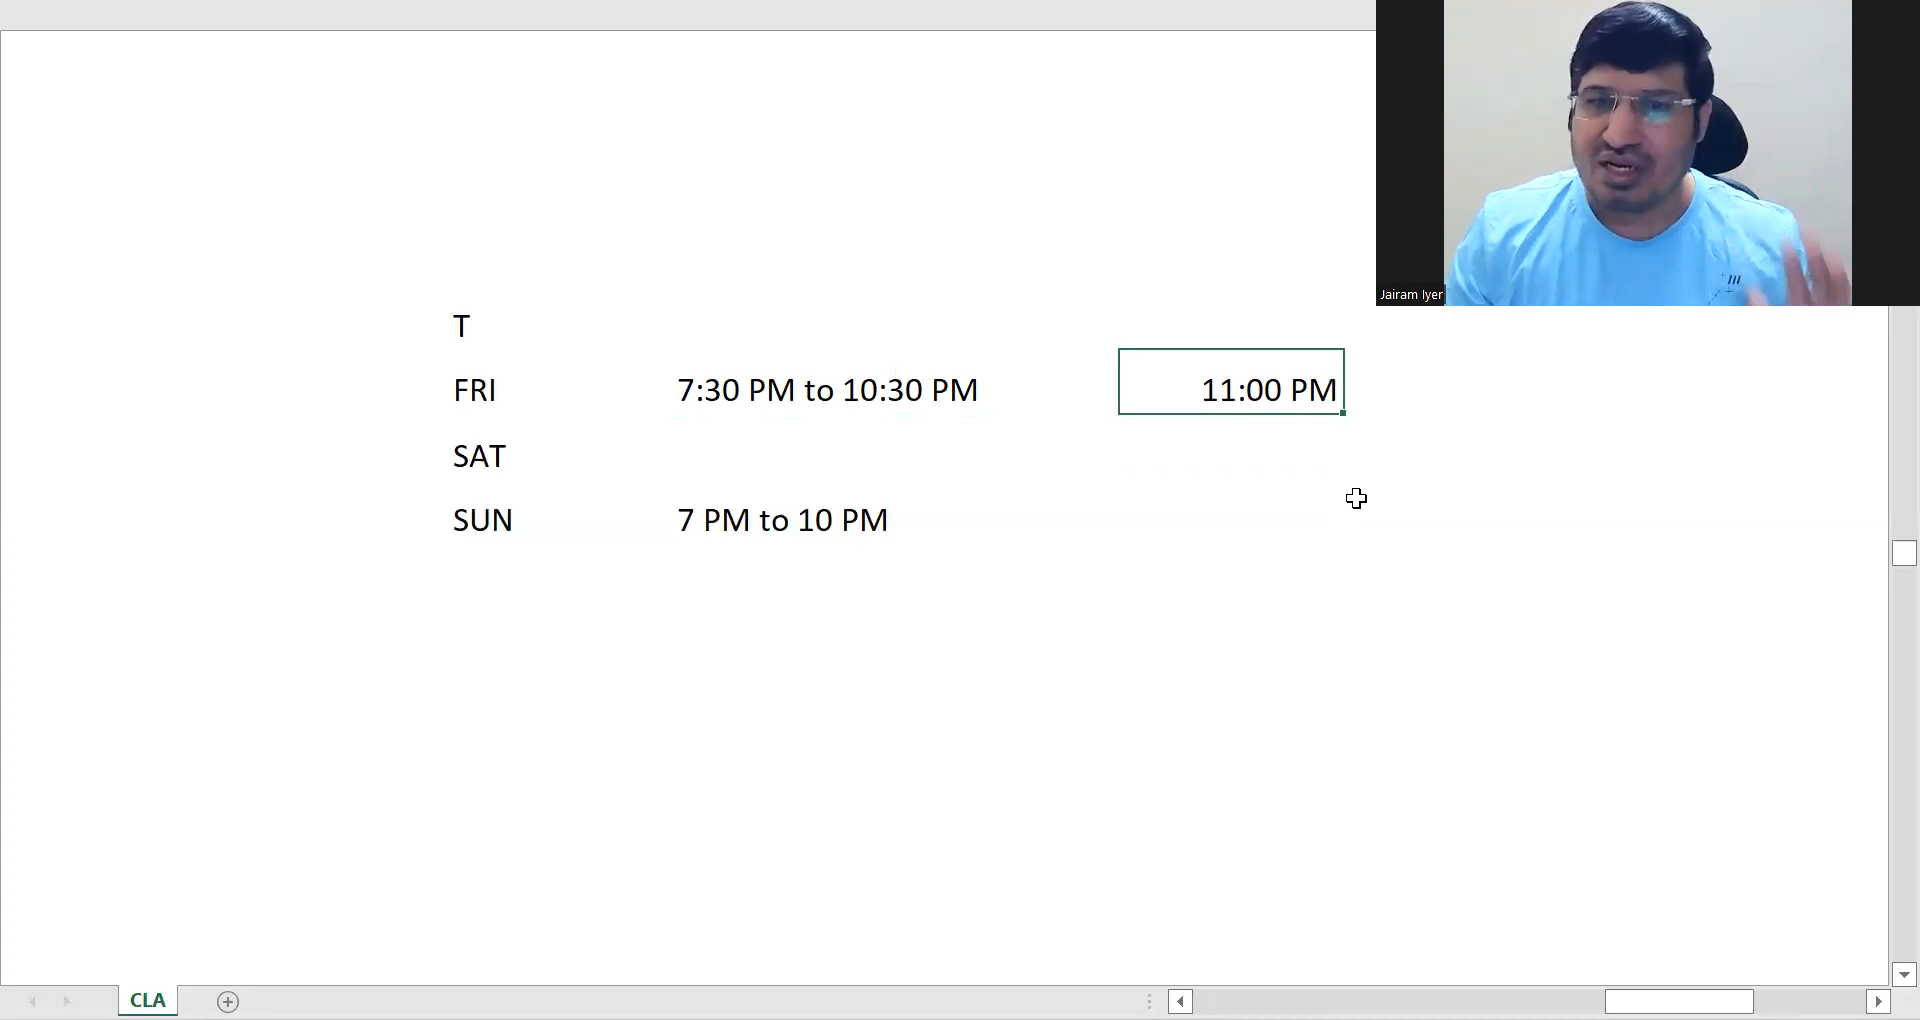 Jairam Iyer
T
FRI 7:30 PM to 10:30 PM 11:00 PM
SAT
SUN 7 PM to 10 PM
CLA